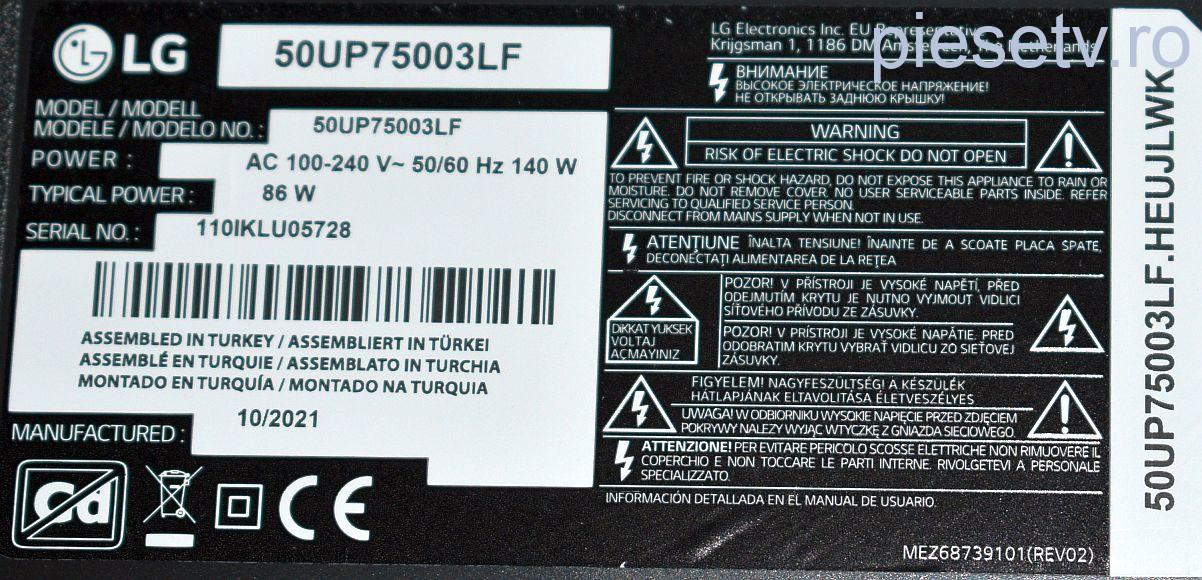 LG
50UP75003LF
MODEL / MODELL
MODELE / MODELO NO. :
50UP75003LF
POWER :
AC 100-240 V~ 50/60 Hz 140 W
TYPICAL POWER :
86 W
SERIAL NO. :
110IKLU05728
ASSEMBLED IN TURKEY / ASSEMBLIERT IN TÜRKEI
ASSEMBLÉ EN TURQUIE / ASSEMBLATO IN TURCHIA
MONTADO EN TURQUÍA / MONTADO NA TURQUIA
10/2021
MANUFACTURED :
Cd
CE
LG Electronics Inc. EU Representative
Krijgsman 1, 1186 DM Amstelveen, The Netherlands
piesetv.ro
ВНИМАНИЕ
ВЫСОКОЕ ЭЛЕКТРИЧЕСКОЕ НАПРЯЖЕНИЕ!
НЕ ОТКРЫВАТЬ ЗАДНЮЮ КРЫШКУ!
WARNING
RISK OF ELECTRIC SHOCK DO NOT OPEN
TO PREVENT FIRE OR SHOCK HAZARD, DO NOT EXPOSE THIS APPLIANCE TO RAIN OR
MOISTURE. DO NOT REMOVE COVER. NO USER SERVICEABLE PARTS INSIDE. REFER
SERVICING TO QUALIFIED SERVICE PERSON.
DISCONNECT FROM MAINS SUPPLY WHEN NOT IN USE.
ATENȚIUNE ÎNALTA TENSIUNE! ÎNAINTE DE A SCOATE PLACA SPATE,
DECONECTAȚI ALIMENTAREA DE LA REȚEA
DİKKAT YUKSEK
VOLTAJ
AÇMAYINIZ
POZOR! V PŘÍSTROJI JE VYSOKÉ NAPĚTÍ, PŘED
ODEJMUTÍM KRYTU JE NUTNO VYJMOUT VIDLICI
SÍŤOVÉHO PŘÍVODU ZE ZÁSUVKY.
POZOR! V PRÍSTROJI JE VYSOKÉ NAPÄTIE. PRED
ODOBRATIM KRYTU VYBRAŤ VIDLICU ZO SIEŤOVEJ
ZÁSUVKY.
FIGYELEM! NAGYFESZÜLTSÉG! A KÉSZÜLÉK
HÁTLAPJÁNAK ELTAVOLÍTÁSA ÉLETVESZÉLYES
UWAGA! W ODBIORNIKU WYSOKIE NAPIĘCIE PRZED ZDJĘCIEM
POKRYWY NALEŻY WYJĄC WTYCZKĘ Z GNIAZDA SIECIOWEGO.
ATTENZIONE! PER EVITARE PERICOLO SCOSSE ELETTRICHE NON RIMUOVERE IL
COPERCHIO E NON TOCCARE LE PARTI INTERNE. RIVOLGETEVI A PERSONALE
SPECIALIZZATO.
INFORMACIÓN DETALLADA EN EL MANUAL DE USUARIO.
MEZ68739101(REV02)
50UP75003LF.HEUJLWK